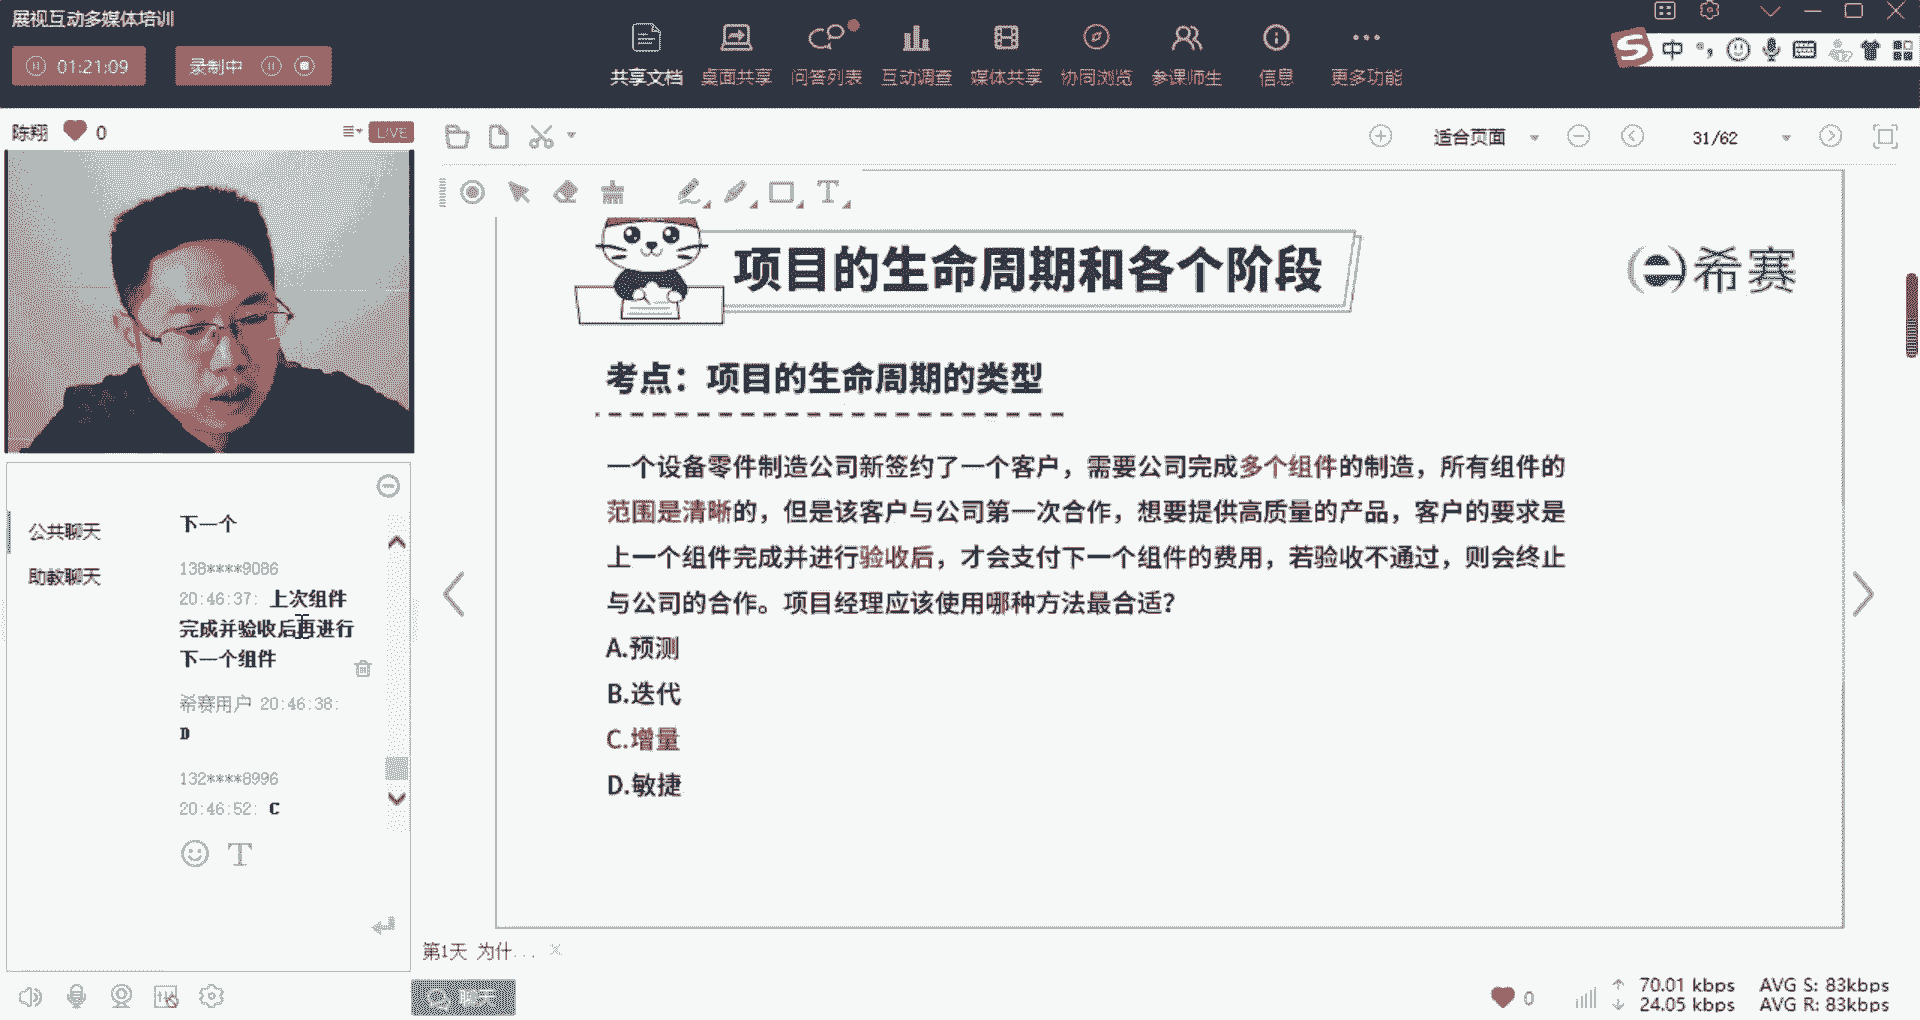 展视互动多媒体培训
01:21:09
录制中
共享文档
桌面共享
问答列表
互动调查
媒体共享
协同浏览
参课师生
信息
更多功能
中
陈翔
0
LIVE
适合页面
31/62
项目的生命周期和各个阶段
希赛
考点：项目的生命周期的类型
一个设备零件制造公司新签约了一个客户，需要公司完成多个组件的制造，所有组件的
范围是清晰的，但是该客户与公司第一次合作，想要提供高质量的产品，客户的要求是
上一个组件完成并进行验收后，才会支付下一个组件的费用，若验收不通过，则会终止
与公司的合作。项目经理应该使用哪种方法最合适？
A.预测
B.迭代
C.增量
D.敏捷
公共聊天
助教聊天
下一个
138****9086
20:46:37: 上次组件
完成并验收后再进行
下一个组件
希赛用户 20:46:38:
D
132****8996
20:46:52: C
第1天 为什...
聊天
0
70.01 kbps
AVG S: 83kbps
24.05 kbps
AVG R: 83kbps